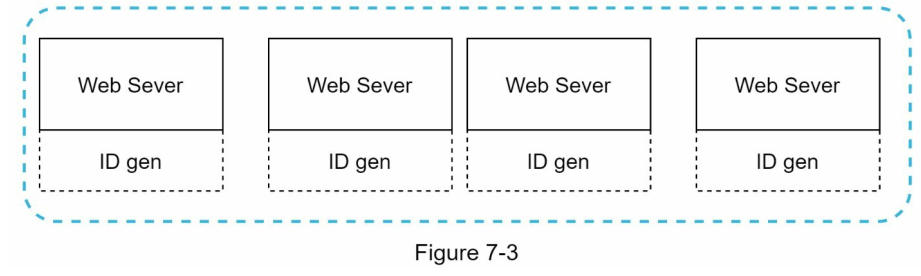 Web Sever Web Sever Web Sever Web Sever
ID gen ID gen ID gen ID gen
Figure 7-3